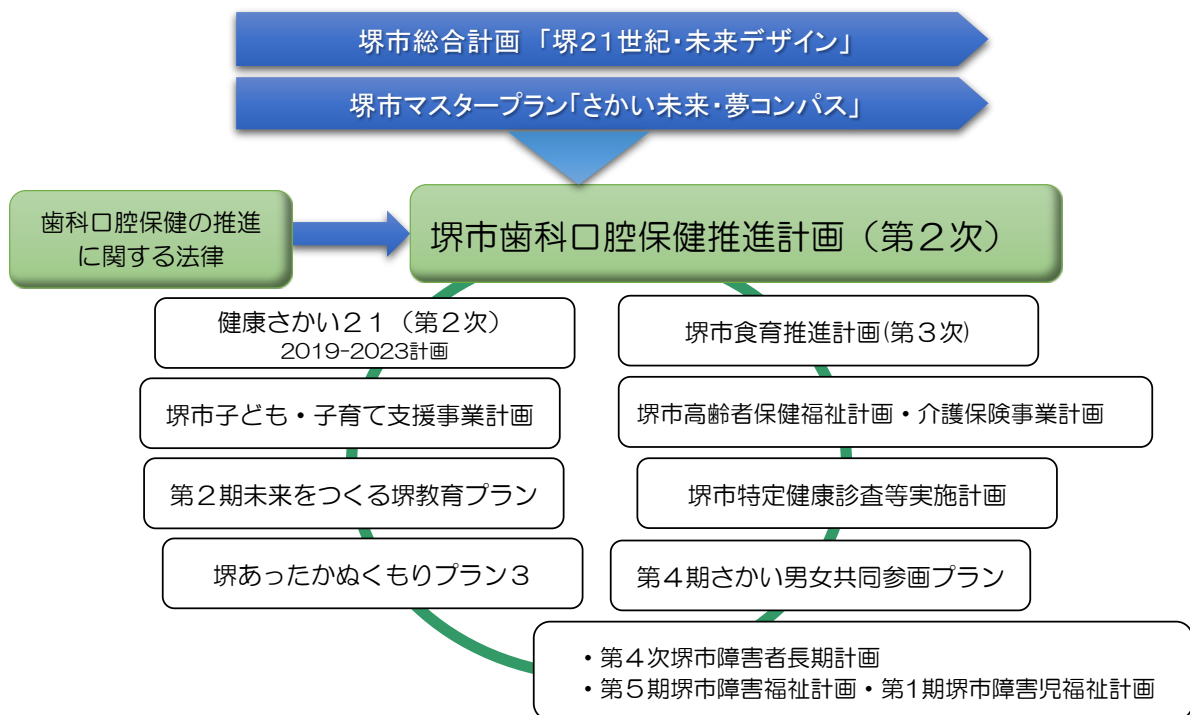 堺市総合計画 「堺21世紀・未来デザイン」
堺市マスタープラン「さかい未来・夢コンパス」
歯科口腔保健の推進
に関する法律
堺市歯科口腔保健推進計画（第２次）
健康さかい２１（第２次）
2019-2023計画
堺市食育推進計画(第３次)
堺市子ども・子育て支援事業計画
堺市高齢者保健福祉計画・介護保険事業計画
第２期未来をつくる堺教育プラン
堺市特定健康診査等実施計画
堺あったかぬくもりプラン３
第４期さかい男女共同参画プラン
・第４次堺市障害者長期計画
・第５期堺市障害福祉計画・第1期堺市障害児福祉計画